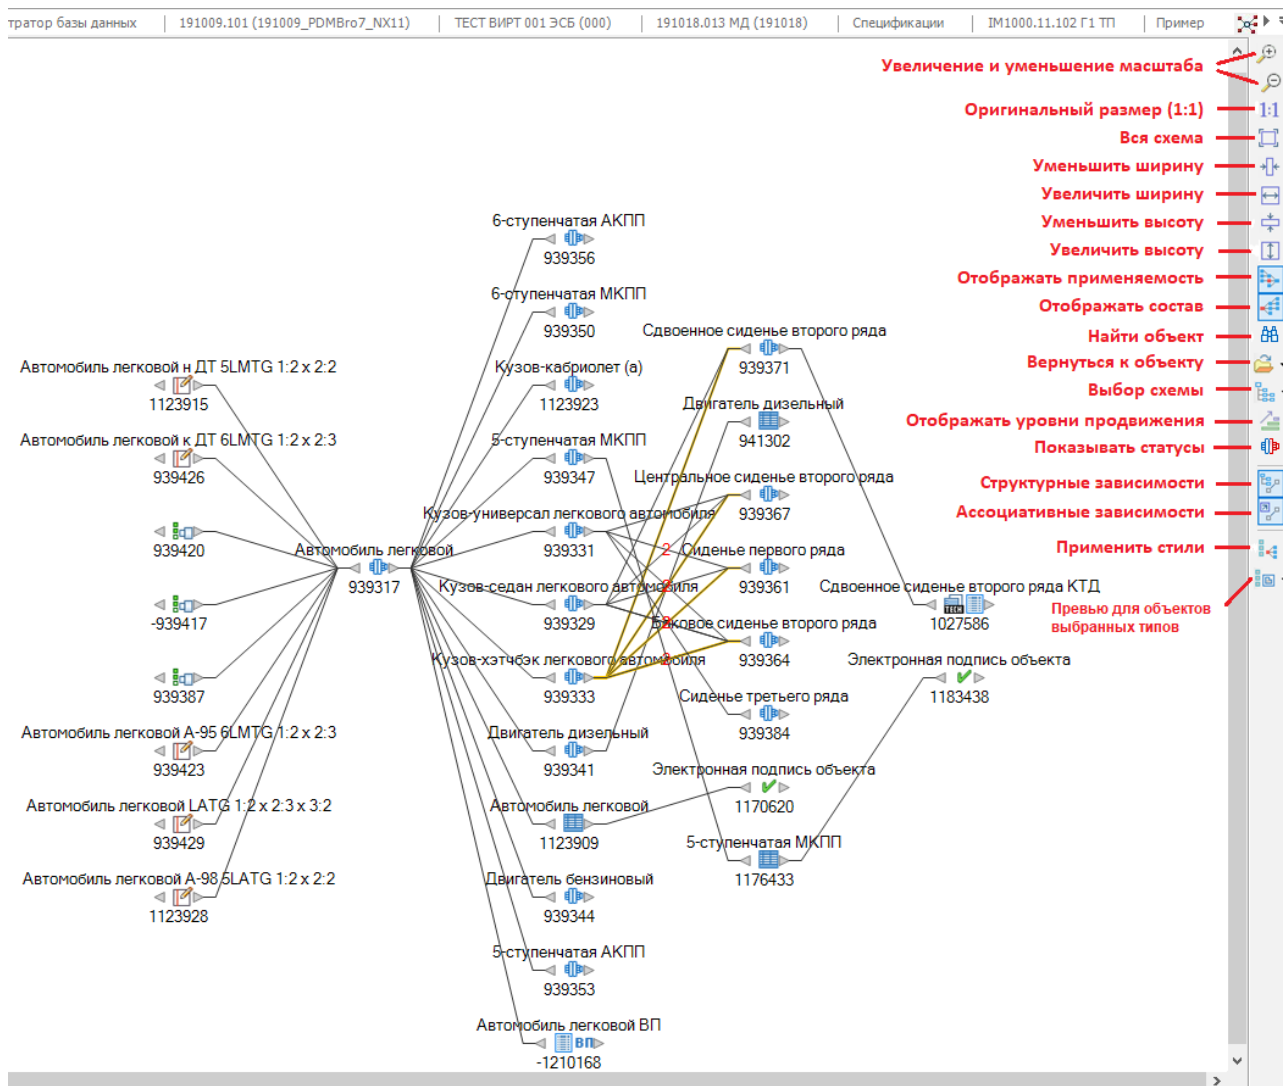 тратор базы данных
191009.101 (191009_PDMBro7_NX11)
ТЕСТ ВИРТ 001 ЭСБ (000)
191018.013 МД (191018)
Спецификации
IM1000.11.102 Г1 ТП
Пример
Увеличение и уменьшение масштаба
Оригинальный размер (1:1)
1:1
Вся схема
Уменьшить ширину
Увеличить ширину
Уменьшить высоту
Увеличить высоту
Отображать применяемость
Отображать состав
Найти объект
Вернуться к объекту
Выбор схемы
Отображать уровни продвижения
Показывать статусы
Структурные зависимости
Ассоциативные зависимости
Применить стили
Превью для объектов
выбранных типов
Автомобиль легковой н ДТ 5LMTG 1:2 x 2:2
1123915
Автомобиль легковой к ДТ 6LMTG 1:2 x 2:3
939426
939420
-939417
939387
Автомобиль легковой А-95 6LMTG 1:2 x 2:3
939423
Автомобиль легковой LATG 1:2 x 2:3 x 3:2
939429
Автомобиль легковой А-98 5LATG 1:2 x 2:2
1123928
Автомобиль легковой
939317
6-ступенчатая АКПП
939356
6-ступенчатая МКПП
939350
Кузов-кабриолет (а)
1123923
5-ступенчатая МКПП
939347
Кузов-универсал легкового автомобиля
939331
Кузов-седан легкового автомобиля
939329
Кузов-хэтчбэк легкового автомобиля
939333
Двигатель дизельный
939341
Автомобиль легковой
1123909
Двигатель бензиновый
939344
5-ступенчатая АКПП
939353
Автомобиль легковой ВП
ВП
-1210168
2
2
2
2
Сдвоенное сиденье второго ряда
939371
Двигатель дизельный
941302
Центральное сиденье второго ряда
939367
Сиденье первого ряда
939361
Боковое сиденье второго ряда
939364
Сиденье третьего ряда
939384
Электронная подпись объекта
1170620
5-ступенчатая МКПП
1176433
Сдвоенное сиденье второго ряда КТД
TECH
1027586
Электронная подпись объекта
1183438